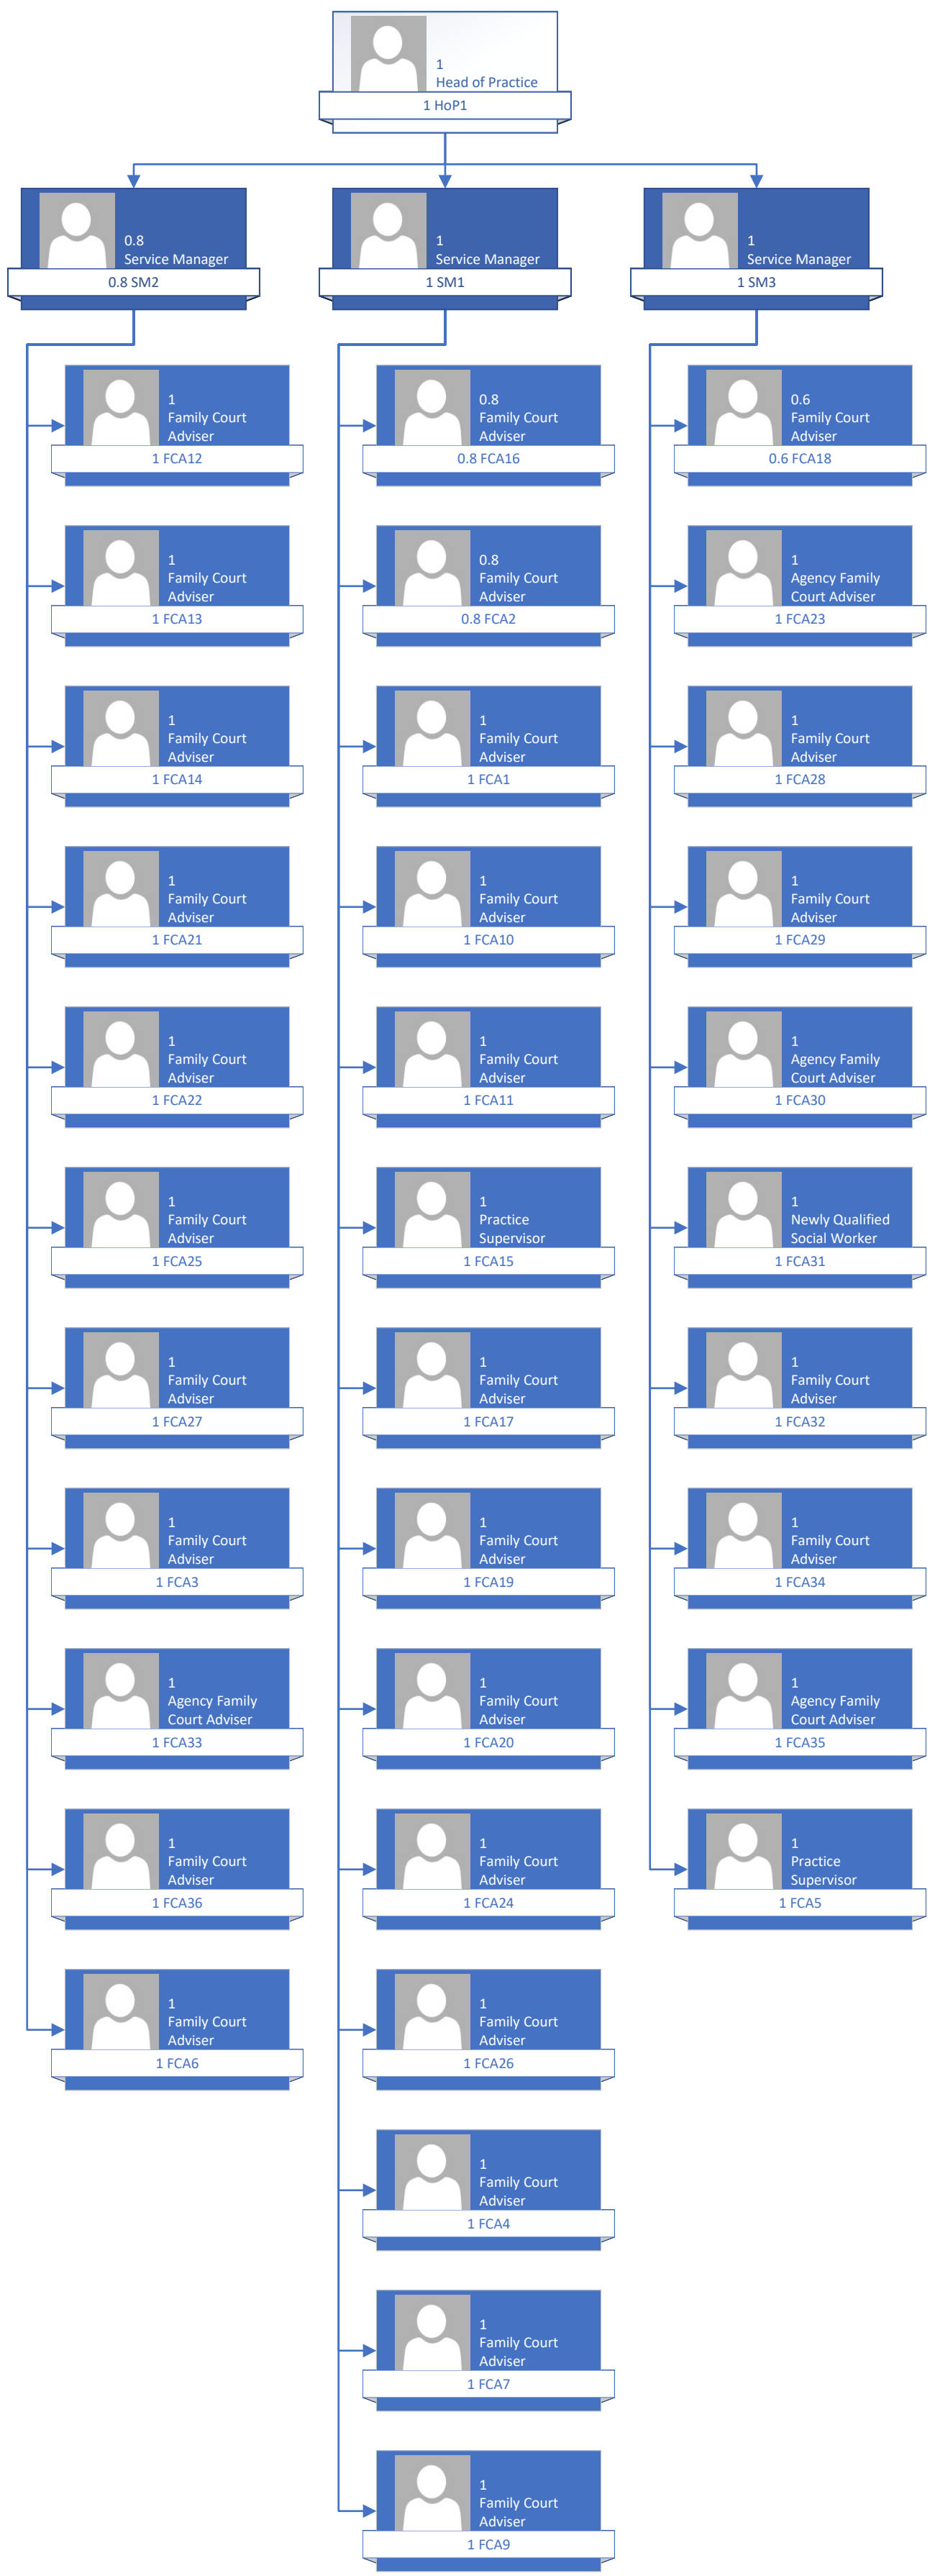 1
Head of Practice
1 HoP1
0.8
Service Manager
0.8 SM2
1
Service Manager
1 SM1
1
Service Manager
1 SM3
1
Family Court
Adviser
1 FCA12
0.8
Family Court
Adviser
0.8 FCA16
0.6
Family Court
Adviser
0.6 FCA18
1
Family Court
Adviser
1 FCA13
0.8
Family Court
Adviser
0.8 FCA2
1
Agency Family
Court Adviser
1 FCA23
1
Family Court
Adviser
1 FCA14
1
Family Court
Adviser
1 FCA1
1
Family Court
Adviser
1 FCA28
1
Family Court
Adviser
1 FCA21
1
Family Court
Adviser
1 FCA10
1
Family Court
Adviser
1 FCA29
1
Family Court
Adviser
1 FCA22
1
Family Court
Adviser
1 FCA11
1
Agency Family
Court Adviser
1 FCA30
1
Family Court
Adviser
1 FCA25
1
Practice
Supervisor
1 FCA15
1
Newly Qualified
Social Worker
1 FCA31
1
Family Court
Adviser
1 FCA27
1
Family Court
Adviser
1 FCA17
1
Family Court
Adviser
1 FCA32
1
Family Court
Adviser
1 FCA3
1
Family Court
Adviser
1 FCA19
1
Family Court
Adviser
1 FCA34
1
Agency Family
Court Adviser
1 FCA33
1
Family Court
Adviser
1 FCA20
1
Agency Family
Court Adviser
1 FCA35
1
Family Court
Adviser
1 FCA36
1
Family Court
Adviser
1 FCA24
1
Practice
Supervisor
1 FCA5
1
Family Court
Adviser
1 FCA6
1
Family Court
Adviser
1 FCA26
1
Family Court
Adviser
1 FCA4
1
Family Court
Adviser
1 FCA7
1
Family Court
Adviser
1 FCA9